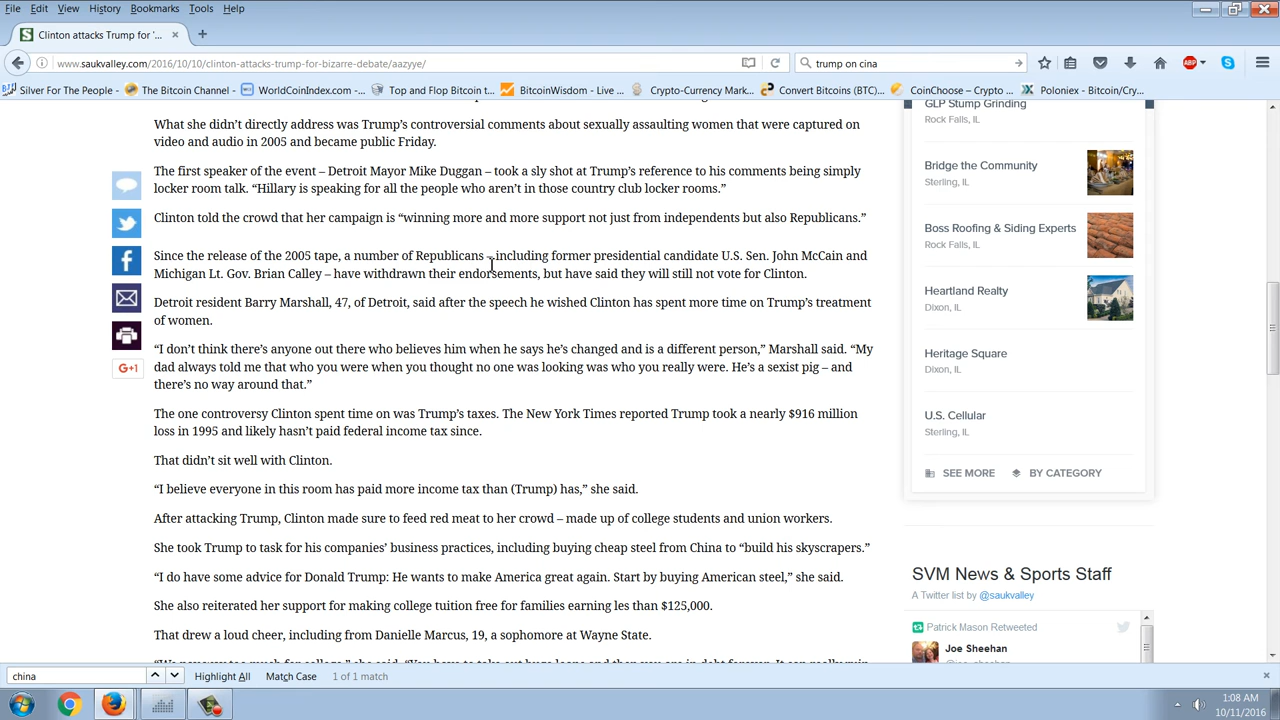 File Edit View History Bookmarks Tools Help
Clinton attacks Trump for '...
www.saukvalley.com/2016/10/10/clinton-attacks-trump-for-bizarre-debate/aazyye/
trump on cina
ABP
Silver For The People - The Bitcoin Channel - WorldCoinIndex.com -... Top and Flop Bitcoin t... BitcoinWisdom - Live ... Crypto-Currency Mark... Convert Bitcoins (BTC)... CoinChoose – Crypto ... Poloniex - Bitcoin/Cry...
What she didn't directly address was Trump's controversial comments about sexually assaulting women that were captured on
video and audio in 2005 and became public Friday.
The first speaker of the event – Detroit Mayor Mike Duggan – took a sly shot at Trump's reference to his comments being simply
locker room talk. “Hillary is speaking for all the people who aren't in those country club locker rooms.”
Clinton told the crowd that her campaign is “winning more and more support not just from independents but also Republicans.”
Since the release of the 2005 tape, a number of Republicans – including former presidential candidate U.S. Sen. John McCain and
Michigan Lt. Gov. Brian Calley – have withdrawn their endorsements, but have said they will still not vote for Clinton.
Detroit resident Barry Marshall, 47, of Detroit, said after the speech he wished Clinton has spent more time on Trump's treatment
of women.
“I don't think there's anyone out there who believes him when he says he's changed and is a different person,” Marshall said. “My
dad always told me that who you were when you thought no one was looking was who you really were. He's a sexist pig – and
there's no way around that.”
The one controversy Clinton spent time on was Trump's taxes. The New York Times reported Trump took a nearly $916 million
loss in 1995 and likely hasn't paid federal income tax since.
That didn't sit well with Clinton.
“I believe everyone in this room has paid more income tax than (Trump) has,” she said.
After attacking Trump, Clinton made sure to feed red meat to her crowd – made up of college students and union workers.
She took Trump to task for his companies' business practices, including buying cheap steel from China to “build his skyscrapers.”
“I do have some advice for Donald Trump: He wants to make America great again. Start by buying American steel,” she said.
She also reiterated her support for making college tuition free for families earning les than $125,000.
That drew a loud cheer, including from Danielle Marcus, 19, a sophomore at Wayne State.
G+1
GLP Stump Grinding
Rock Falls, IL
Bridge the Community
Sterling, IL
Boss Roofing & Siding Experts
Rock Falls, IL
Heartland Realty
Dixon, IL
Heritage Square
Dixon, IL
U.S. Cellular
Sterling, IL
SEE MORE BY CATEGORY
SVM News & Sports Staff
A Twitter list by @saukvalley
Patrick Mason Retweeted
Joe Sheehan
china Highlight All Match Case 1 of 1 match
1:08 AM
10/11/2016